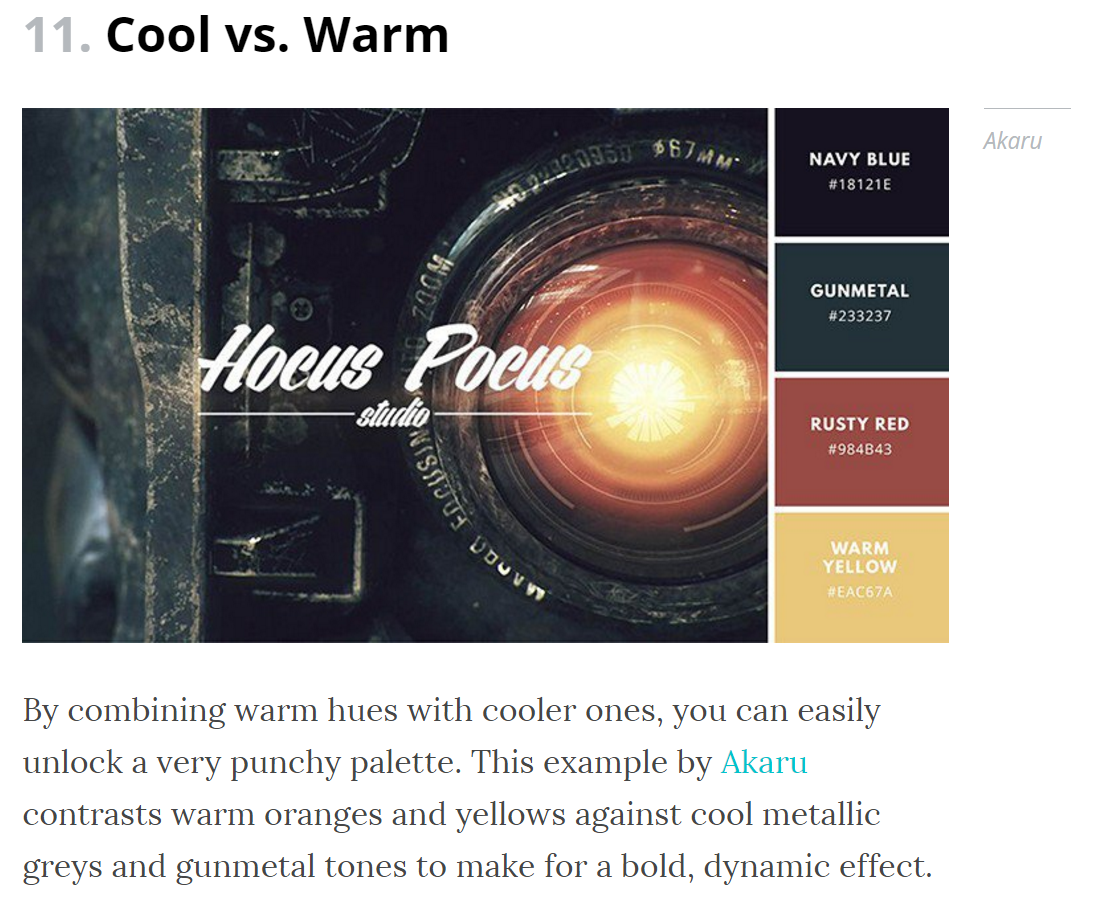 11. Cool vs. Warm
Akaru
NAVY BLUE
#18121E
GUNMETAL
#233237
RUSTY RED
#984B43
WARM
YELLOW
#EAC67A
Ø67MM
ZOOM
Hocus Pocus
studio
By combining warm hues with cooler ones, you can easily
unlock a very punchy palette. This example by Akaru
contrasts warm oranges and yellows against cool metallic
greys and gunmetal tones to make for a bold, dynamic effect.